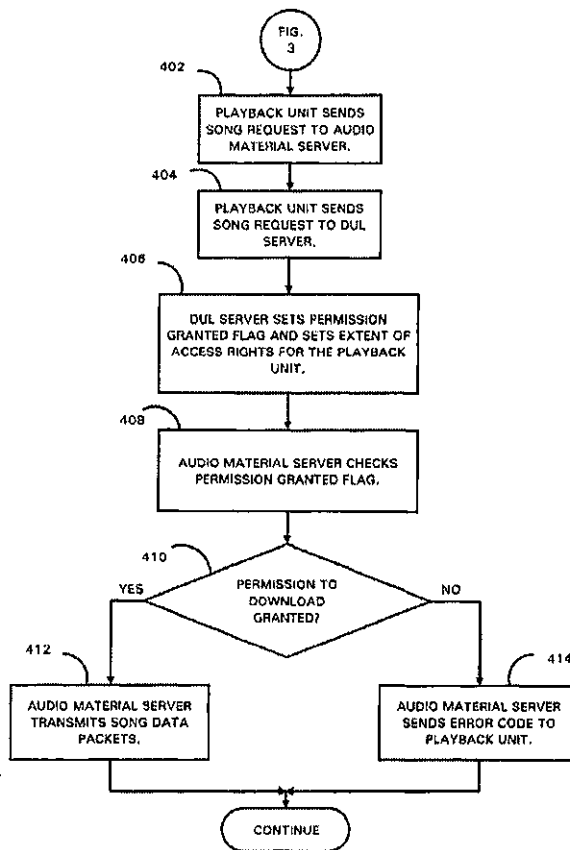 FIG.
3
402
PLAYBACK UNIT SENDS
SONG REQUEST TO AUDIO
MATERIAL SERVER.
404
PLAYBACK UNIT SENDS
SONG REQUEST TO DUL
SERVER.
406
DUL SERVER SETS PERMISSION
GRANTED FLAG AND SETS EXTENT OF
ACCESS RIGHTS FOR THE PLAYBACK
UNIT.
408
AUDIO MATERIAL SERVER CHECKS
PERMISSION GRANTED FLAG.
410
YES
PERMISSION TO
DOWNLOAD
GRANTED?
NO
412
AUDIO MATERIAL SERVER
TRANSMITS SONG DATA
PACKETS.
414
AUDIO MATERIAL SERVER
SENDS ERROR CODE TO
PLAYBACK UNIT.
CONTINUE